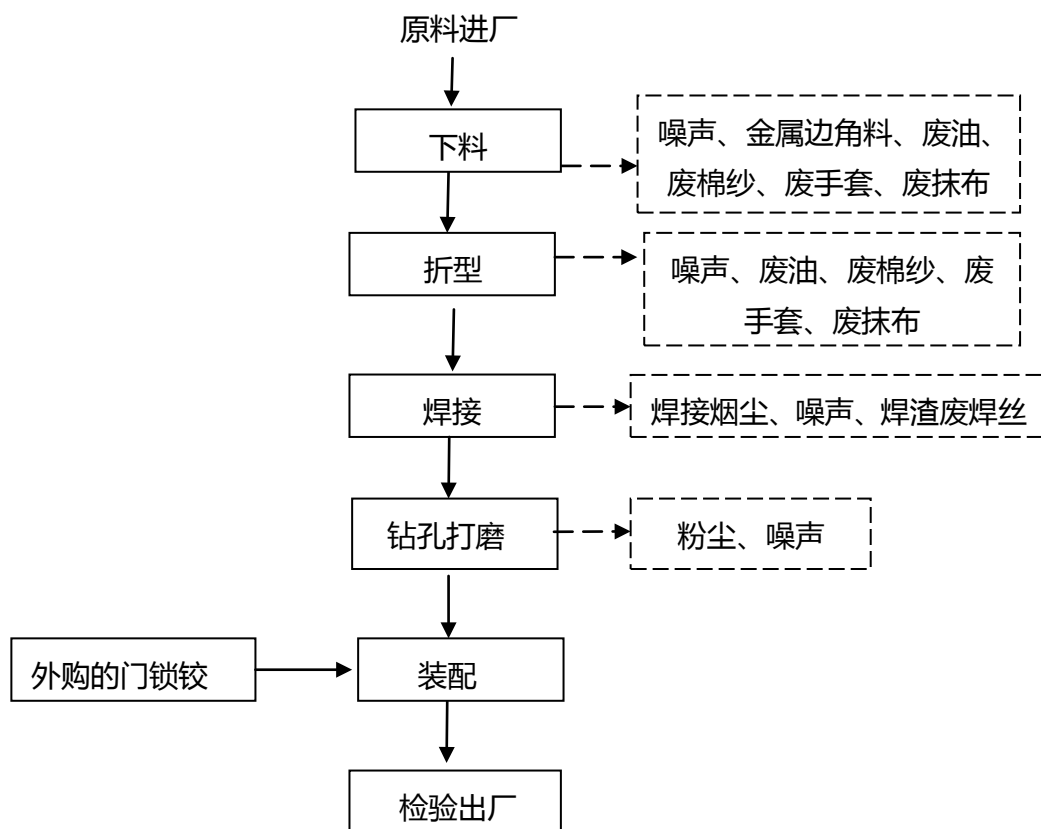 原料进厂
下料
噪声、金属边角料、废油、
废棉纱、废手套、废抹布
折型
噪声、废油、废棉纱、废
手套、废抹布
焊接
焊接烟尘、噪声、焊渣废焊丝
钻孔打磨
粉尘、噪声
外购的门锁铰
装配
检验出厂